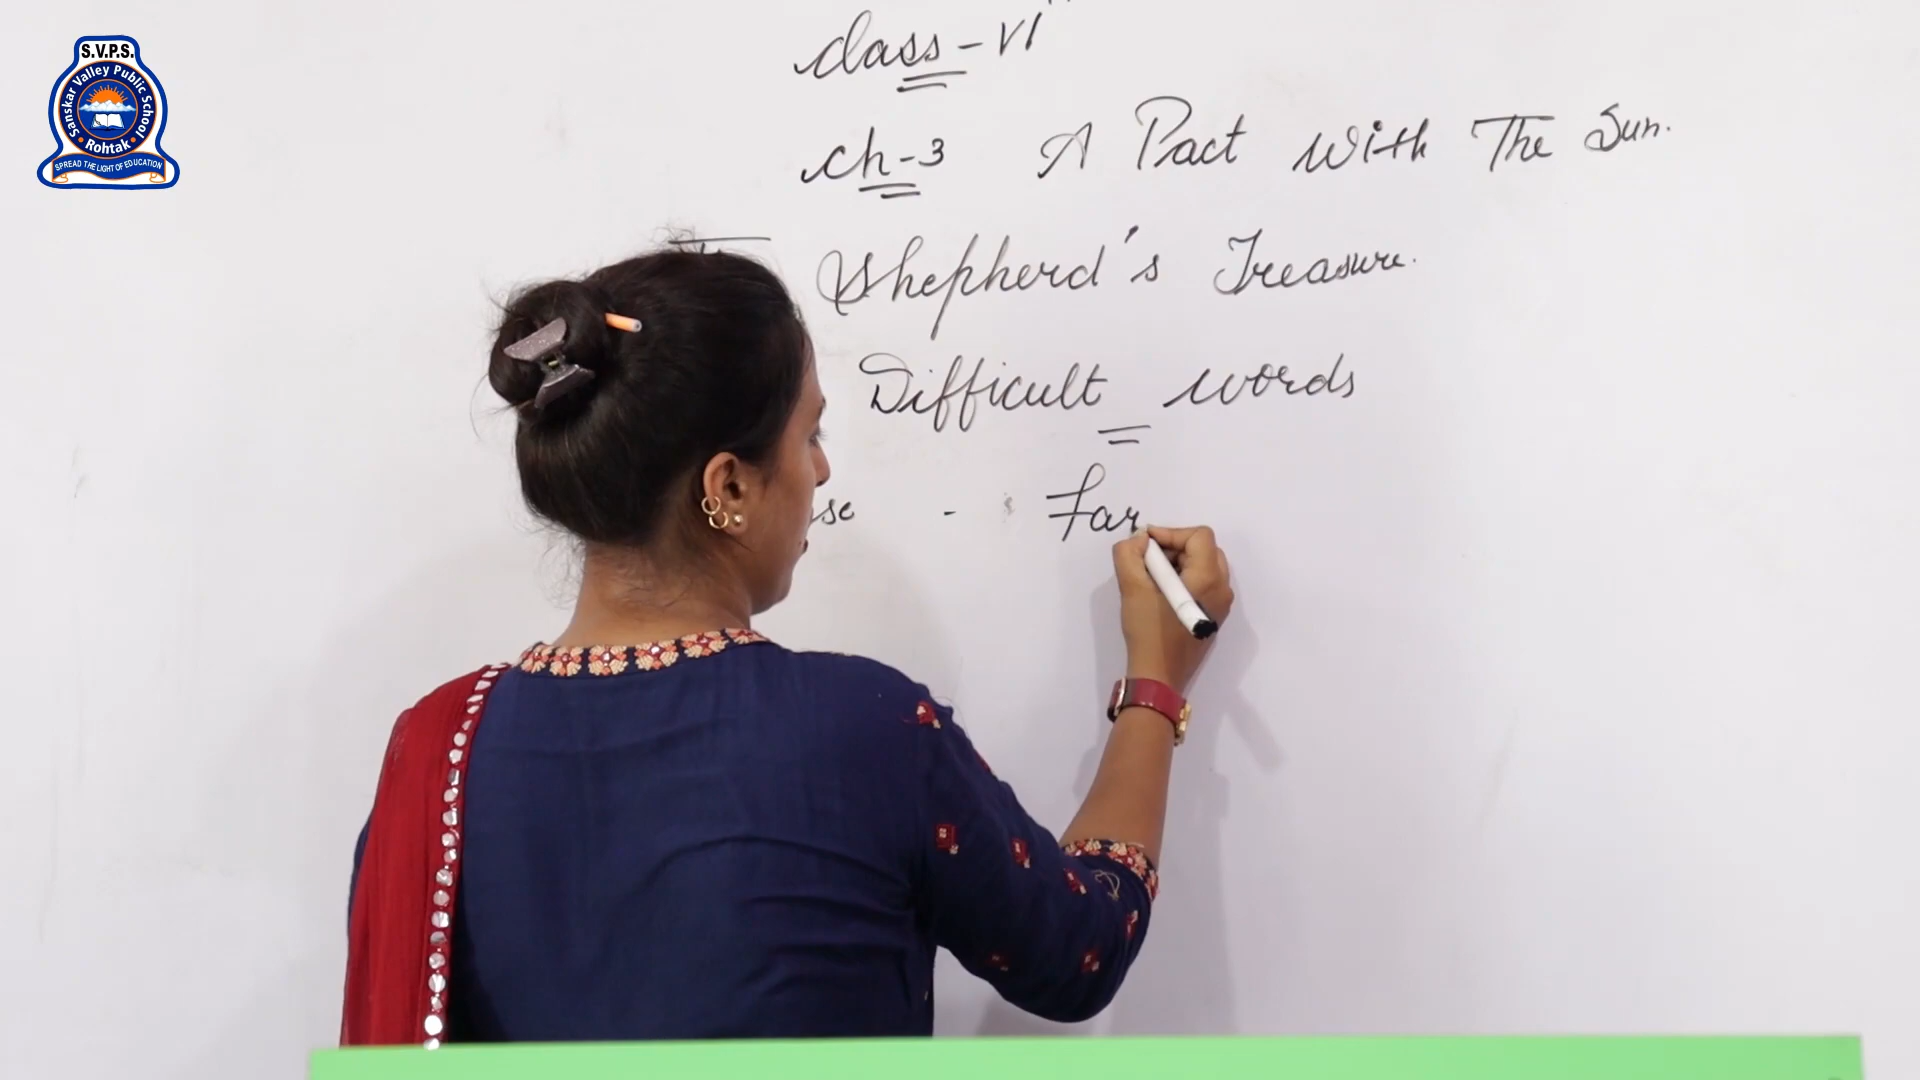 S.V.P.S.
Sanskar Valley Public School
Rohtak
SPREAD THE LIGHT OF EDUCATION
class - VI
ch-3 A Pact With The Sun.
Shepherd's Treasure.
Difficult words
- far